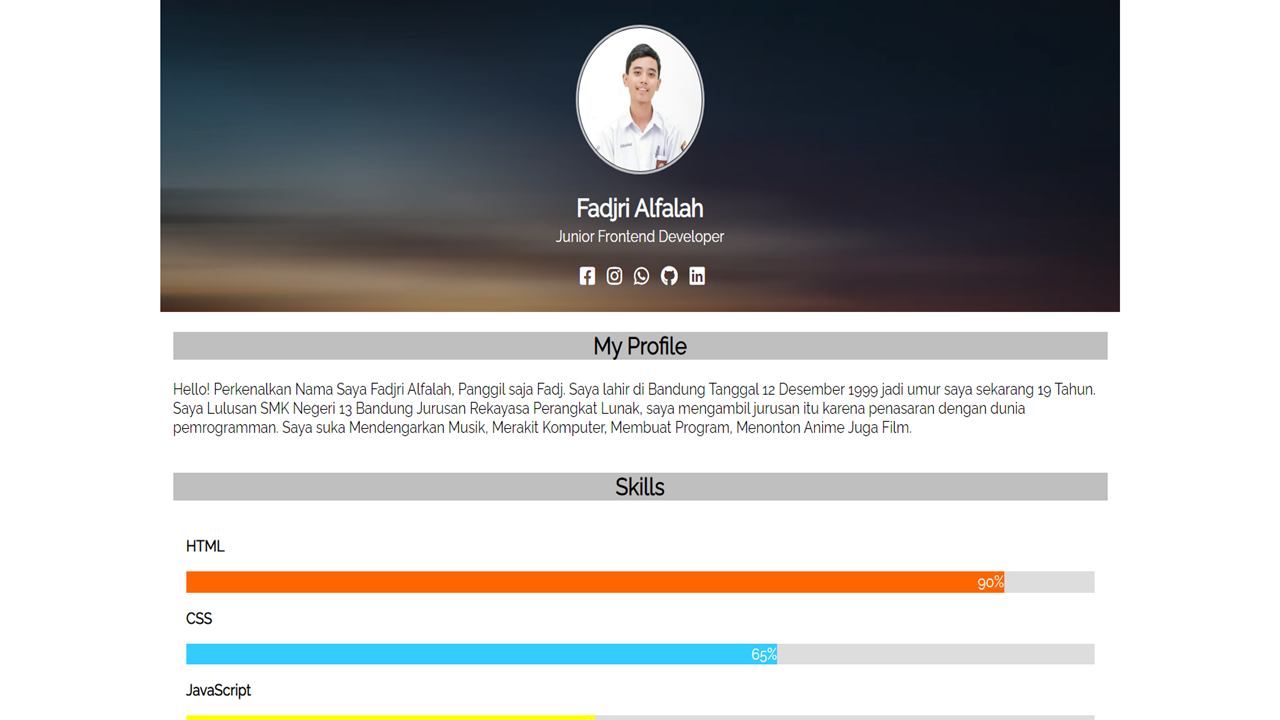 Fadjri Alfalah
Junior Frontend Developer
My Profile
Hello! Perkenalkan Nama Saya Fadjri Alfalah, Panggil saja Fadj. Saya lahir di Bandung Tanggal 12 Desember 1999 jadi umur saya sekarang 19 Tahun.
Saya Lulusan SMK Negeri 13 Bandung Jurusan Rekayasa Perangkat Lunak, saya mengambil jurusan itu karena penasaran dengan dunia
pemrogramman. Saya suka Mendengarkan Musik, Merakit Komputer, Membuat Program, Menonton Anime Juga Film.
Skills
HTML
90%
CSS
65%
JavaScript